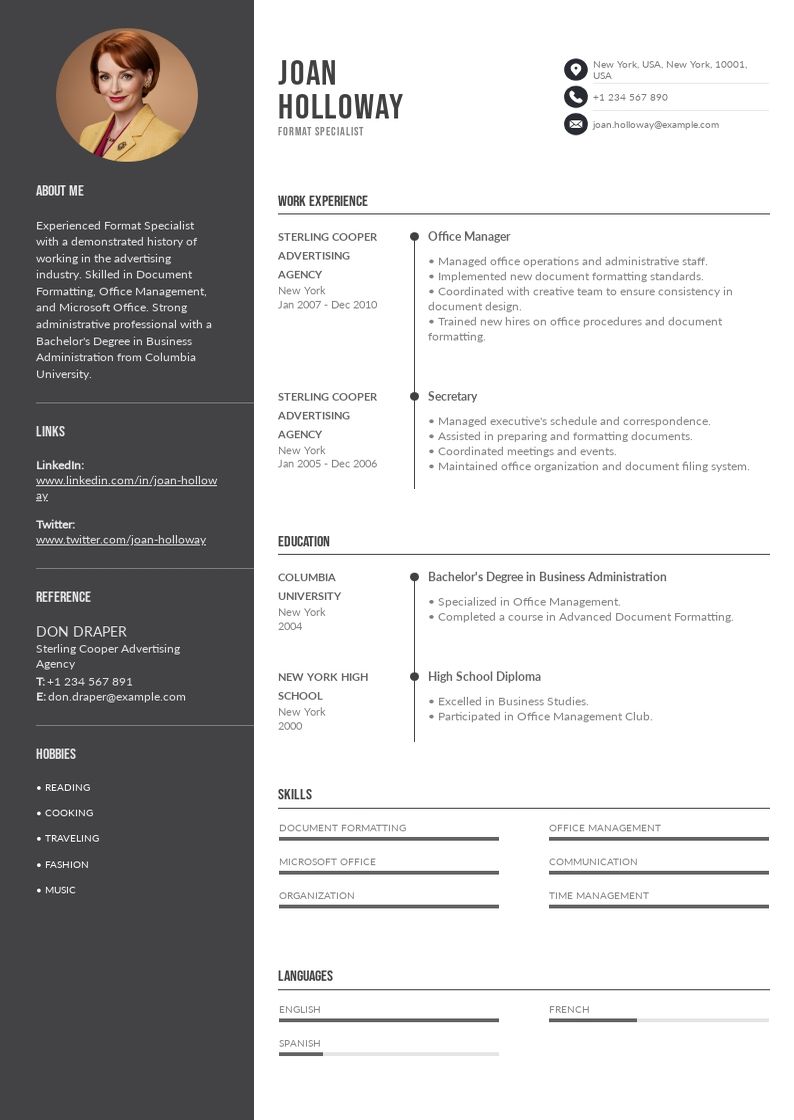 JOAN
HOLLOWAY
FORMAT SPECIALIST
New York, USA, New York, 10001,
USA
+1 234 567 890
joan.holloway@example.com
ABOUT ME
Experienced Format Specialist
with a demonstrated history of
working in the advertising
industry. Skilled in Document
Formatting, Office Management,
and Microsoft Office. Strong
administrative professional with a
Bachelor's Degree in Business
Administration from Columbia
University.
LINKS
LinkedIn:
www.linkedin.com/in/joan-hollow
ay
Twitter:
www.twitter.com/joan-holloway
REFERENCE
DON DRAPER
Sterling Cooper Advertising
Agency
T: +1 234 567 891
E: don.draper@example.com
HOBBIES
• READING
• COOKING
• TRAVELING
• FASHION
• MUSIC
WORK EXPERIENCE
STERLING COOPER
ADVERTISING
AGENCY
New York
Jan 2007 - Dec 2010
Office Manager
• Managed office operations and administrative staff.
• Implemented new document formatting standards.
• Coordinated with creative team to ensure consistency in
document design.
• Trained new hires on office procedures and document
formatting.
STERLING COOPER
ADVERTISING
AGENCY
New York
Jan 2005 - Dec 2006
Secretary
• Managed executive's schedule and correspondence.
• Assisted in preparing and formatting documents.
• Coordinated meetings and events.
• Maintained office organization and document filing system.
EDUCATION
COLUMBIA
UNIVERSITY
New York
2004
Bachelor's Degree in Business Administration
• Specialized in Office Management.
• Completed a course in Advanced Document Formatting.
NEW YORK HIGH
SCHOOL
New York
2000
High School Diploma
• Excelled in Business Studies.
• Participated in Office Management Club.
SKILLS
DOCUMENT FORMATTING
OFFICE MANAGEMENT
MICROSOFT OFFICE
COMMUNICATION
ORGANIZATION
TIME MANAGEMENT
LANGUAGES
ENGLISH
FRENCH
SPANISH